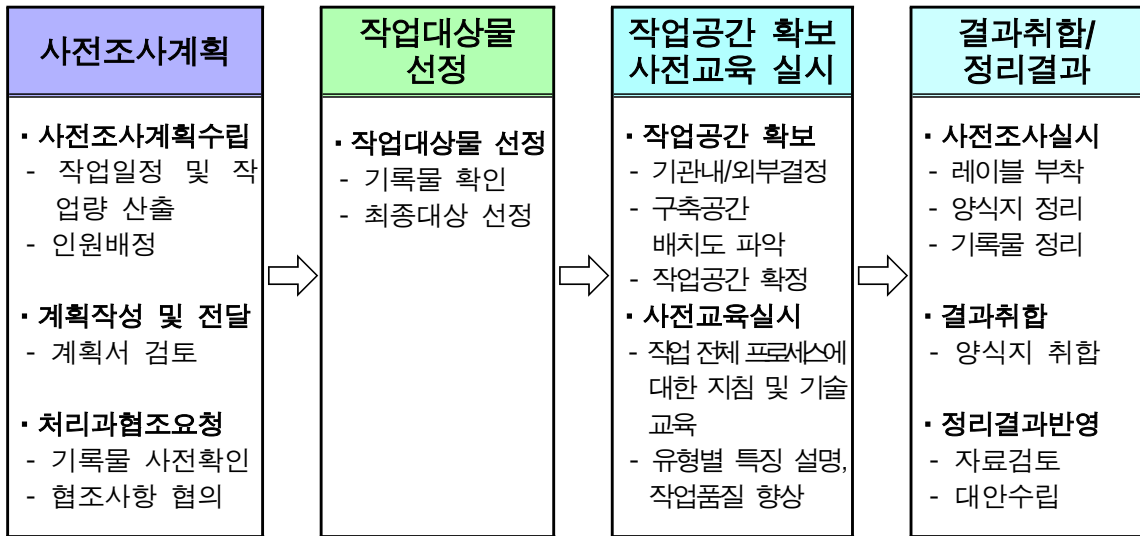 사전조사계획
· 사전조사계획수립
- 작업일정 및 작
업량 산출
- 인원배정
· 계획작성 및 전달
- 계획서 검토
· 처리과협조요청
- 기록물 사전확인
- 협조사항 협의
작업대상물
선정
· 작업대상물 선정
- 기록물 확인
- 최종대상 선정
작업공간 확보
사전교육 실시
· 작업공간 확보
- 기관내/외부결정
- 구축공간
배치도 파악
- 작업공간 확정
· 사전교육실시
- 작업 전체 프로세스에
대한 지침 및 기술
교육
- 유형별 특징 설명,
작업품질 향상
결과취합/
정리결과
· 사전조사실시
- 레이블 부착
- 양식지 정리
- 기록물 정리
· 결과취합
- 양식지 취합
· 정리결과반영
- 자료검토
- 대안수립